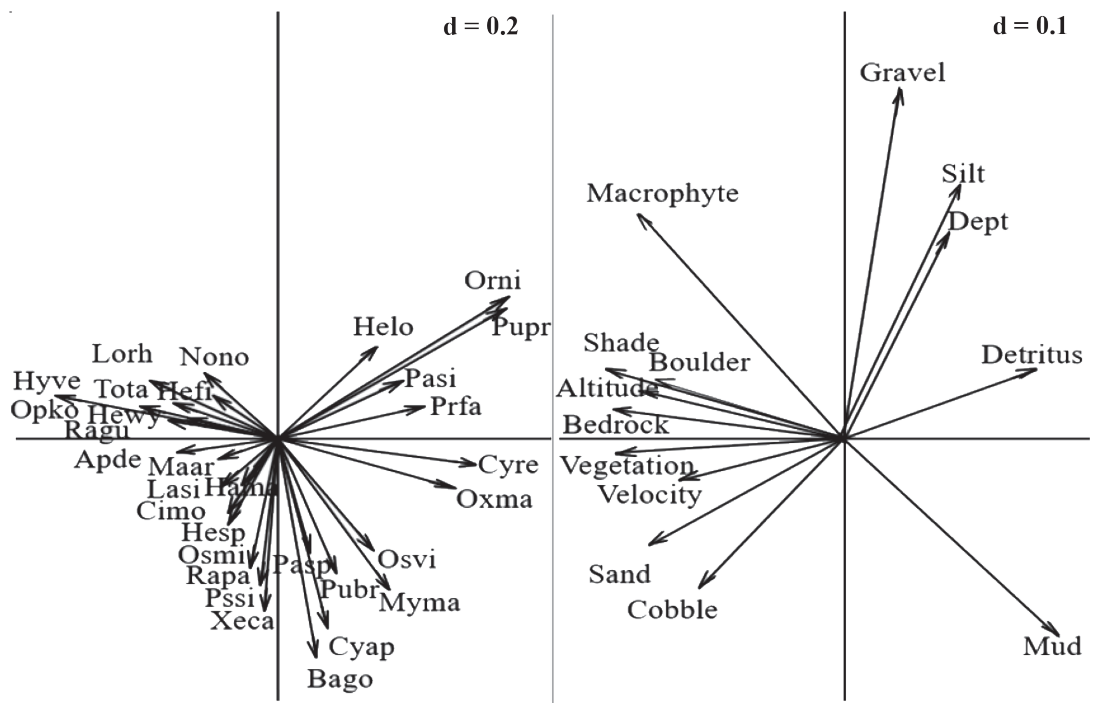 d = 0.2
Orni
Pupr
Helo
Lorh
Nono
Hyve
Tota
Hefi
Pasi
Opko
Hewy
Prfa
Ragu
Apde
Maar
Cyre
Lasi
Hama
Oxma
Cimo
Hesp
Osmi
Pasp
Osvi
Rapa
Pubr
Pssi
Myma
Xeca
Cyap
Bago
d = 0.1
Gravel
Silt
Macrophyte
Dept
Shade
Boulder
Detritus
Altitude
Bedrock
Vegetation
Velocity
Sand
Cobble
Mud